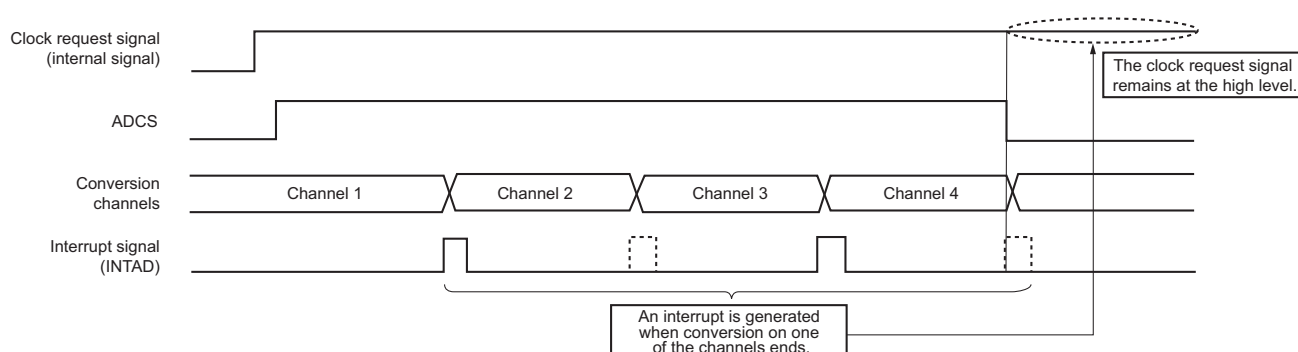 Clock request signal
(internal signal)
The clock request signal
remains at the high level.
ADCS
Conversion
channels
Channel 1
Channel 2
Channel 3
Channel 4
Interrupt signal
(INTAD)
An interrupt is generated
when conversion on one
of the channels ends.